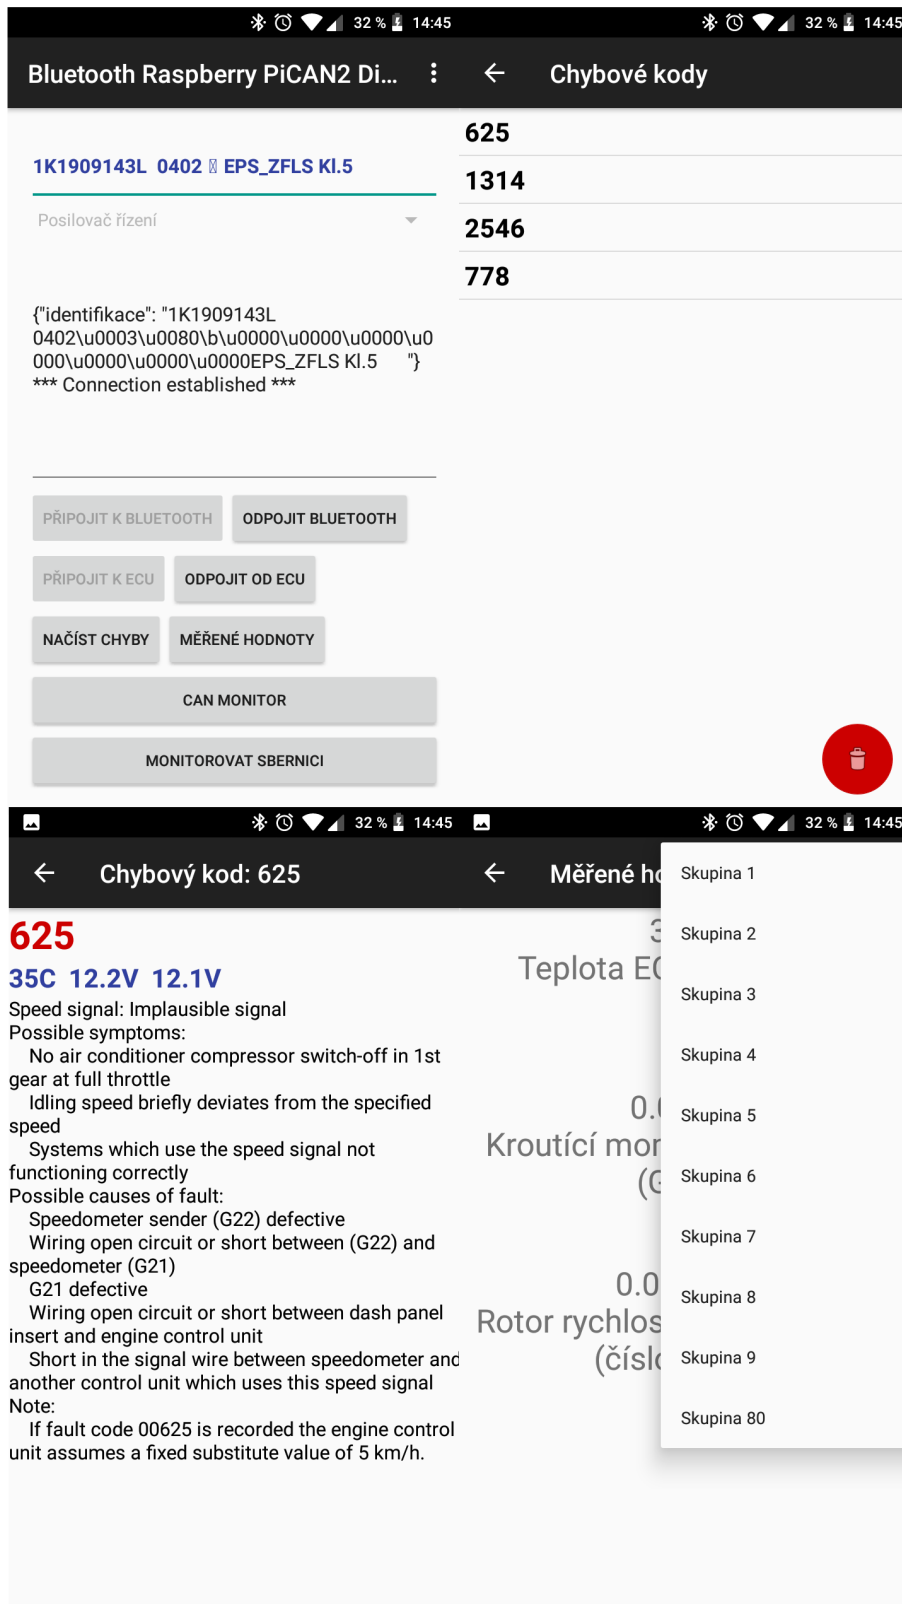 32 % 14:45
Bluetooth Raspberry PiCAN2 Di...
1K1909143L 0402 EPS_ZFLS Kl.5
Posilovač řízení
{"identifikace": "1K1909143L
0402\u0003\u0080\b\u0000\u0000\u0000\u0
000\u0000\u0000\u0000EPS_ZFLS Kl.5 "}
*** Connection established ***
PŘIPOJIT K BLUETOOTH ODPOJIT BLUETOOTH
PŘIPOJIT K ECU ODPOJIT OD ECU
NAČÍST CHYBY MĚŘENÉ HODNOTY
CAN MONITOR
MONITOROVAT SBERNICI
32 % 14:45
Chybové kody
625
1314
2546
778
32 % 14:45
Chybový kod: 625
625
35C 12.2V 12.1V
Speed signal: Implausible signal
Possible symptoms:
No air conditioner compressor switch-off in 1st
gear at full throttle
Idling speed briefly deviates from the specified
speed
Systems which use the speed signal not
functioning correctly
Possible causes of fault:
Speedometer sender (G22) defective
Wiring open circuit or short between (G22) and
speedometer (G21)
G21 defective
Wiring open circuit or short between dash panel
insert and engine control unit
Short in the signal wire between speedometer and
another control unit which uses this speed signal
Note:
If fault code 00625 is recorded the engine control
unit assumes a fixed substitute value of 5 km/h.
32 % 14:45
Měřené ho
3
Teplota EC
0.0
Kroutící mor
(G
0.0
Rotor rychlos
(číslo
Skupina 1
Skupina 2
Skupina 3
Skupina 4
Skupina 5
Skupina 6
Skupina 7
Skupina 8
Skupina 9
Skupina 80